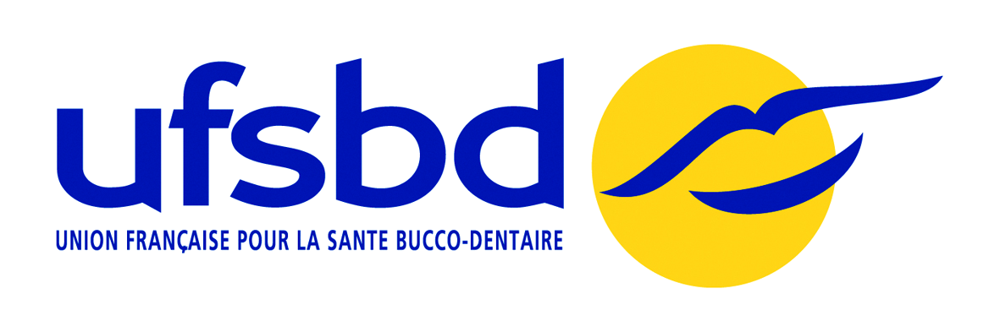 ufsbd
UNION FRANÇAISE POUR LA SANTE BUCCO-DENTAIRE